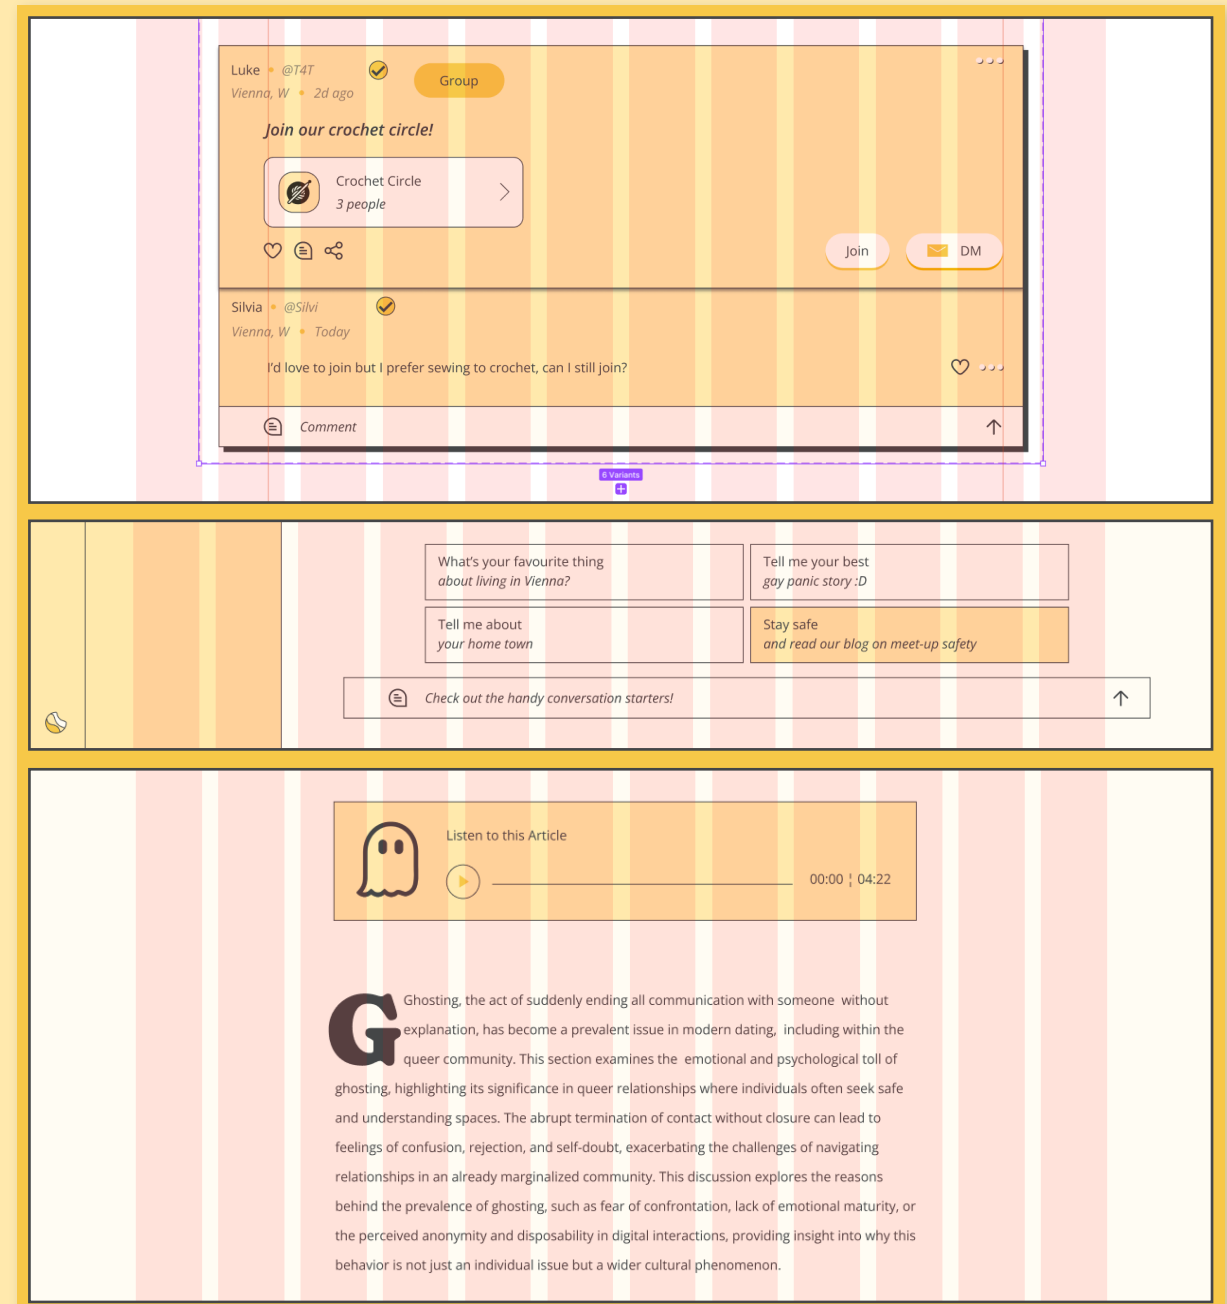 Luke • @T4T
Group
Vienna, W • 2d ago
Join our crochet circle!
Crochet Circle
3 people
Join
DM
Silvia • @Silvi
Vienna, W • Today
I'd love to join but I prefer sewing to crochet, can I still join?
Comment
6 Variants
What's your favourite thing
about living in Vienna?
Tell me your best
gay panic story :D
Tell me about
your home town
Stay safe
and read our blog on meet-up safety
Check out the handy conversation starters!
Listen to this Article
00:00 ¦ 04:22
G
Ghosting, the act of suddenly ending all communication with someone  without
explanation, has become a prevalent issue in modern dating,  including within the
queer community. This section examines the  emotional and psychological toll of
ghosting, highlighting its significance in queer relationships where individuals often seek safe
and understanding spaces. The abrupt termination of contact without closure can lead to
feelings of confusion, rejection, and self-doubt, exacerbating the challenges of navigating
relationships in an already marginalized community. This discussion explores the reasons
behind the prevalence of ghosting, such as fear of confrontation, lack of emotional maturity, or
the perceived anonymity and disposability in digital interactions, providing insight into why this
behavior is not just an individual issue but a wider cultural phenomenon.